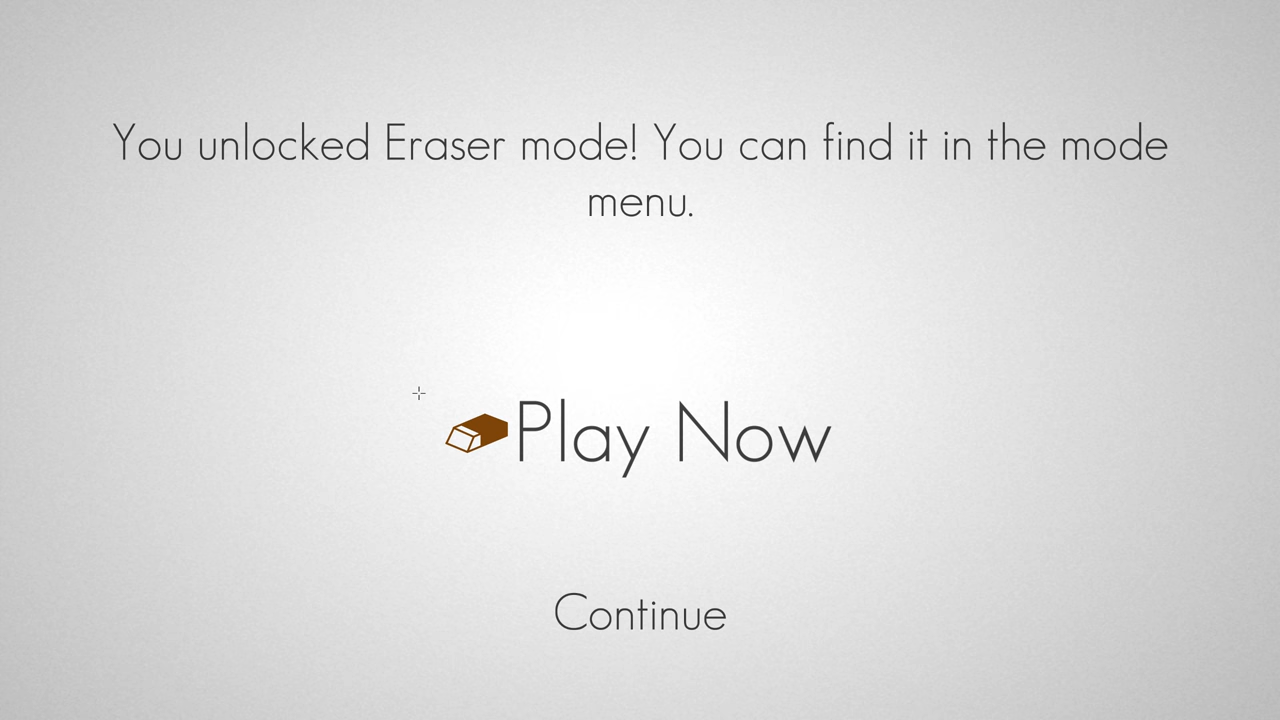 You unlocked Eraser mode! You can find it in the mode
menu.
Play Now
Continue